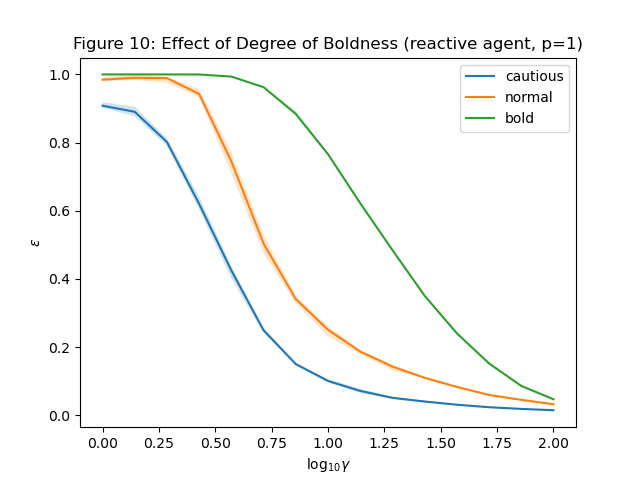 Figure 10: Effect of Degree of Boldness (reactive agent, p=1)
1.0
0.8
0.6
0.4
0.2
0.0
ε
cautious
normal
bold
0.00 0.25 0.50 0.75 1.00 1.25 1.50 1.75 2.00
log₁₀γ